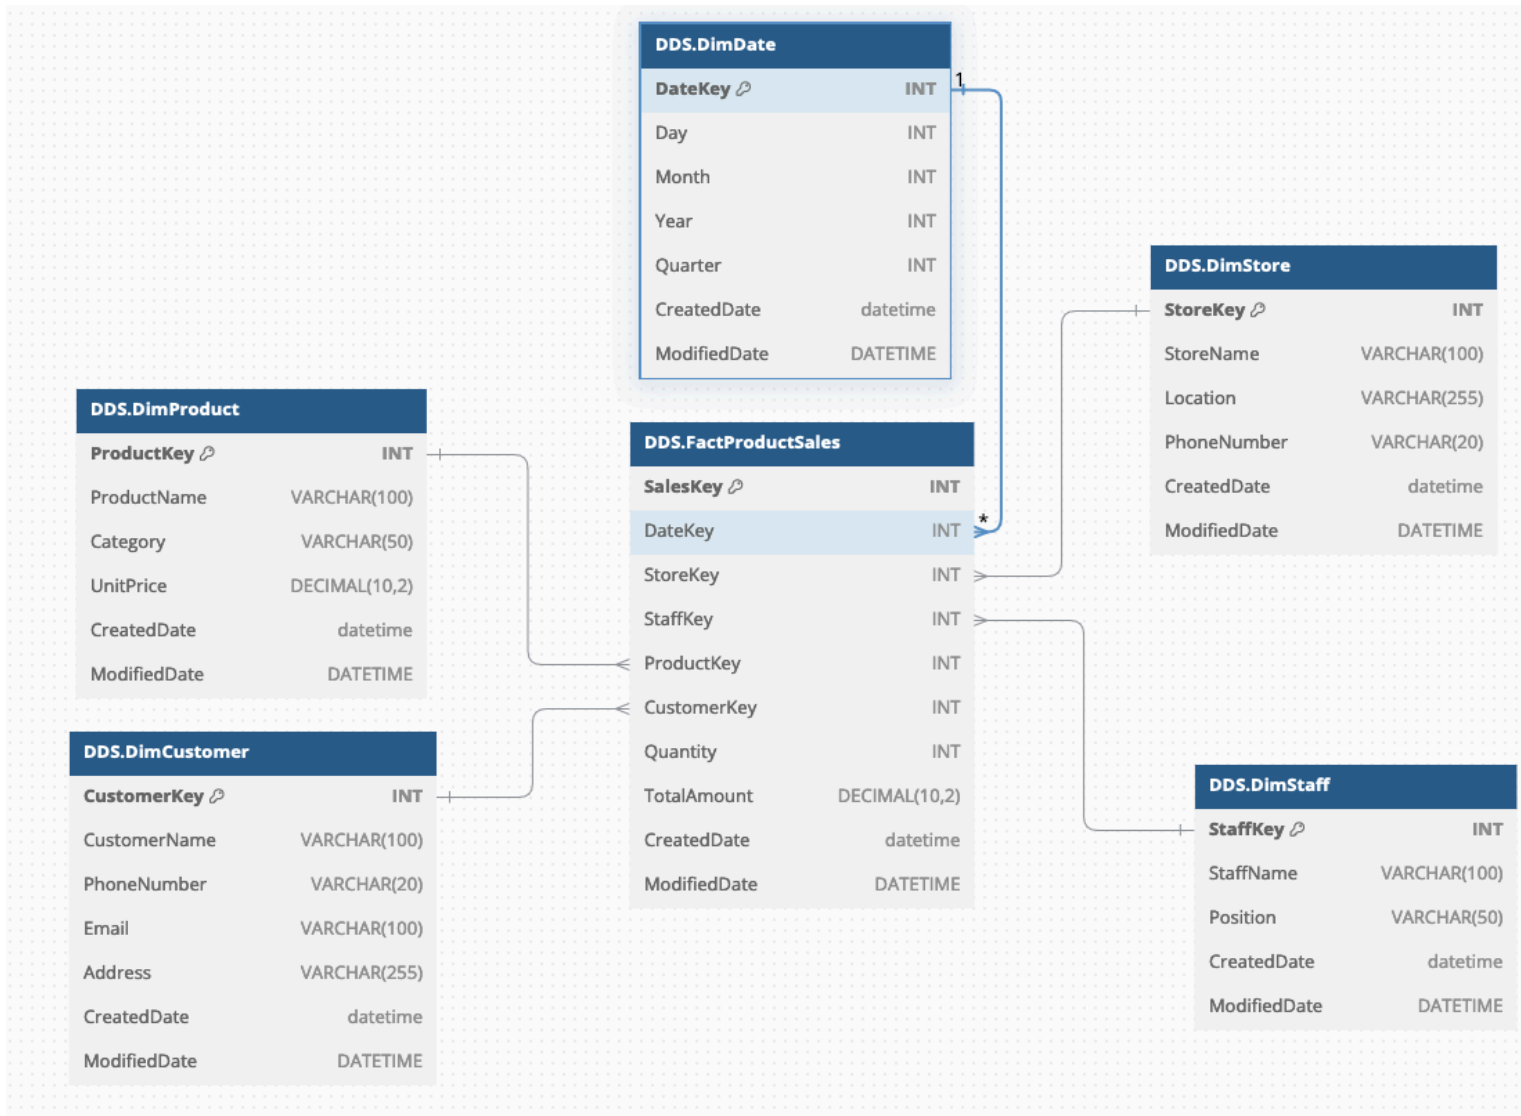 DDS.DimDate
DateKey INT
Day INT
Month INT
Year INT
Quarter INT
CreatedDate datetime
ModifiedDate DATETIME
1
*
DDS.DimStore
StoreKey INT
StoreName VARCHAR(100)
Location VARCHAR(255)
PhoneNumber VARCHAR(20)
CreatedDate datetime
ModifiedDate DATETIME
DDS.DimProduct
ProductKey INT
ProductName VARCHAR(100)
Category VARCHAR(50)
UnitPrice DECIMAL(10,2)
CreatedDate datetime
ModifiedDate DATETIME
DDS.FactProductSales
SalesKey INT
DateKey INT
StoreKey INT
StaffKey INT
ProductKey INT
CustomerKey INT
Quantity INT
TotalAmount DECIMAL(10,2)
CreatedDate datetime
ModifiedDate DATETIME
DDS.DimCustomer
CustomerKey INT
CustomerName VARCHAR(100)
PhoneNumber VARCHAR(20)
Email VARCHAR(100)
Address VARCHAR(255)
CreatedDate datetime
ModifiedDate DATETIME
DDS.DimStaff
StaffKey INT
StaffName VARCHAR(100)
Position VARCHAR(50)
CreatedDate datetime
ModifiedDate DATETIME